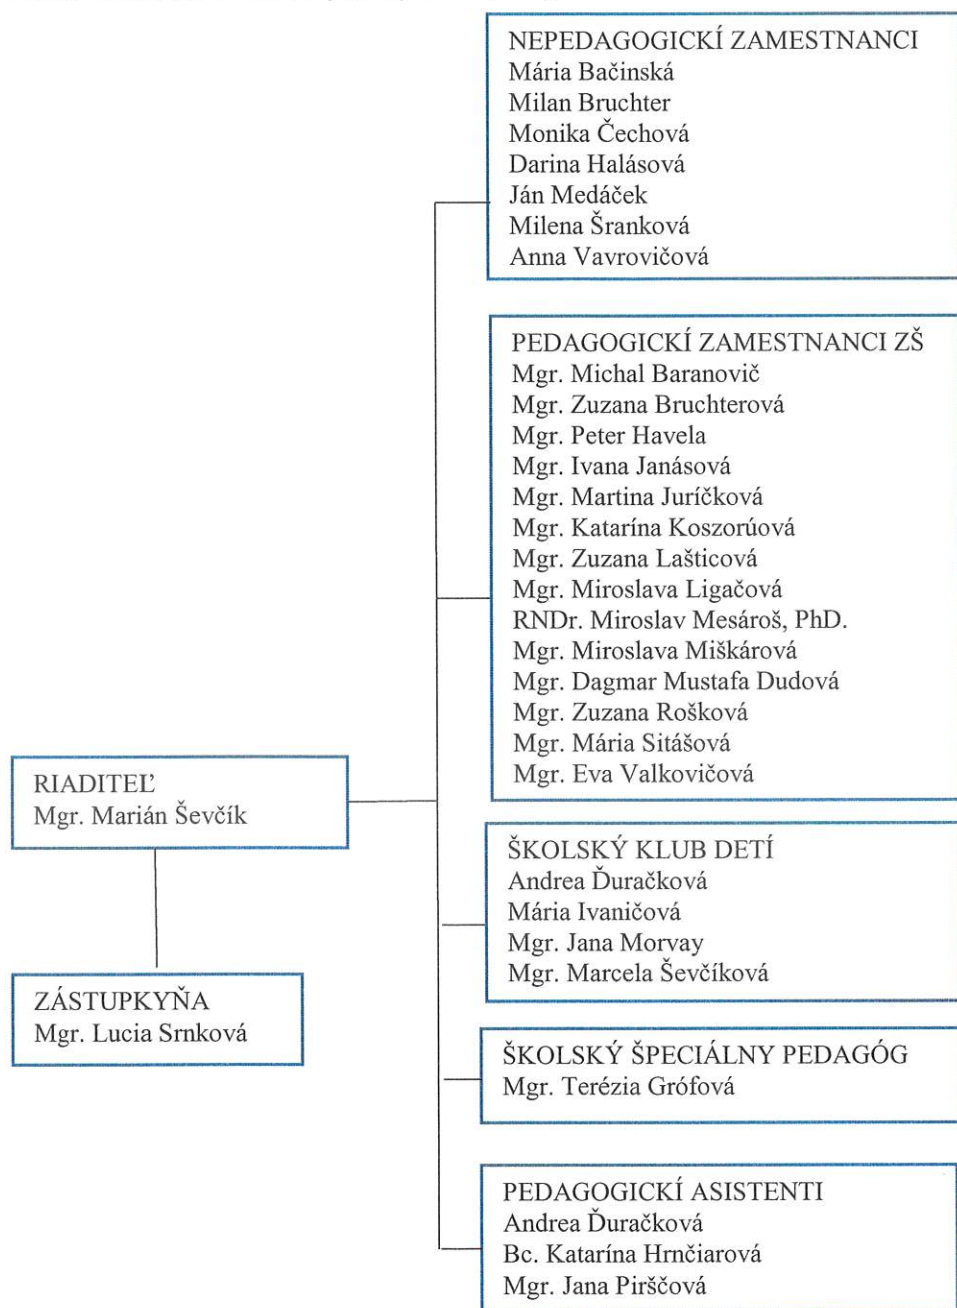 NEPEDAGOGICKÍ ZAMESTNANCI
Mária Bačinská
Milan Bruchter
Monika Čechová
Darina Halásová
Ján Medáček
Milena Šranková
Anna Vavrovičová
PEDAGOGICKÍ ZAMESTNANCI ZŠ
Mgr. Michal Baranovič
Mgr. Zuzana Bruchterová
Mgr. Peter Havela
Mgr. Ivana Janásová
Mgr. Martina Juríčková
Mgr. Katarína Koszorúová
Mgr. Zuzana Lašticová
Mgr. Miroslava Ligačová
RNDr. Miroslav Mesároš, PhD.
Mgr. Miroslava Miškárová
Mgr. Dagmar Mustafa Dudová
Mgr. Zuzana Rošková
Mgr. Mária Sitášová
Mgr. Eva Valkovičová
RIADITEĽ
Mgr. Marián Ševčík
ZÁSTUPKYŇA
Mgr. Lucia Srnková
ŠKOLSKÝ KLUB DETÍ
Andrea Ďuračková
Mária Ivaničová
Mgr. Jana Morvay
Mgr. Marcela Ševčíková
ŠKOLSKÝ ŠPECIÁLNY PEDAGÓG
Mgr. Terézia Grófová
PEDAGOGICKÍ ASISTENTI
Andrea Ďuračková
Bc. Katarína Hrnčiarová
Mgr. Jana Pirščová